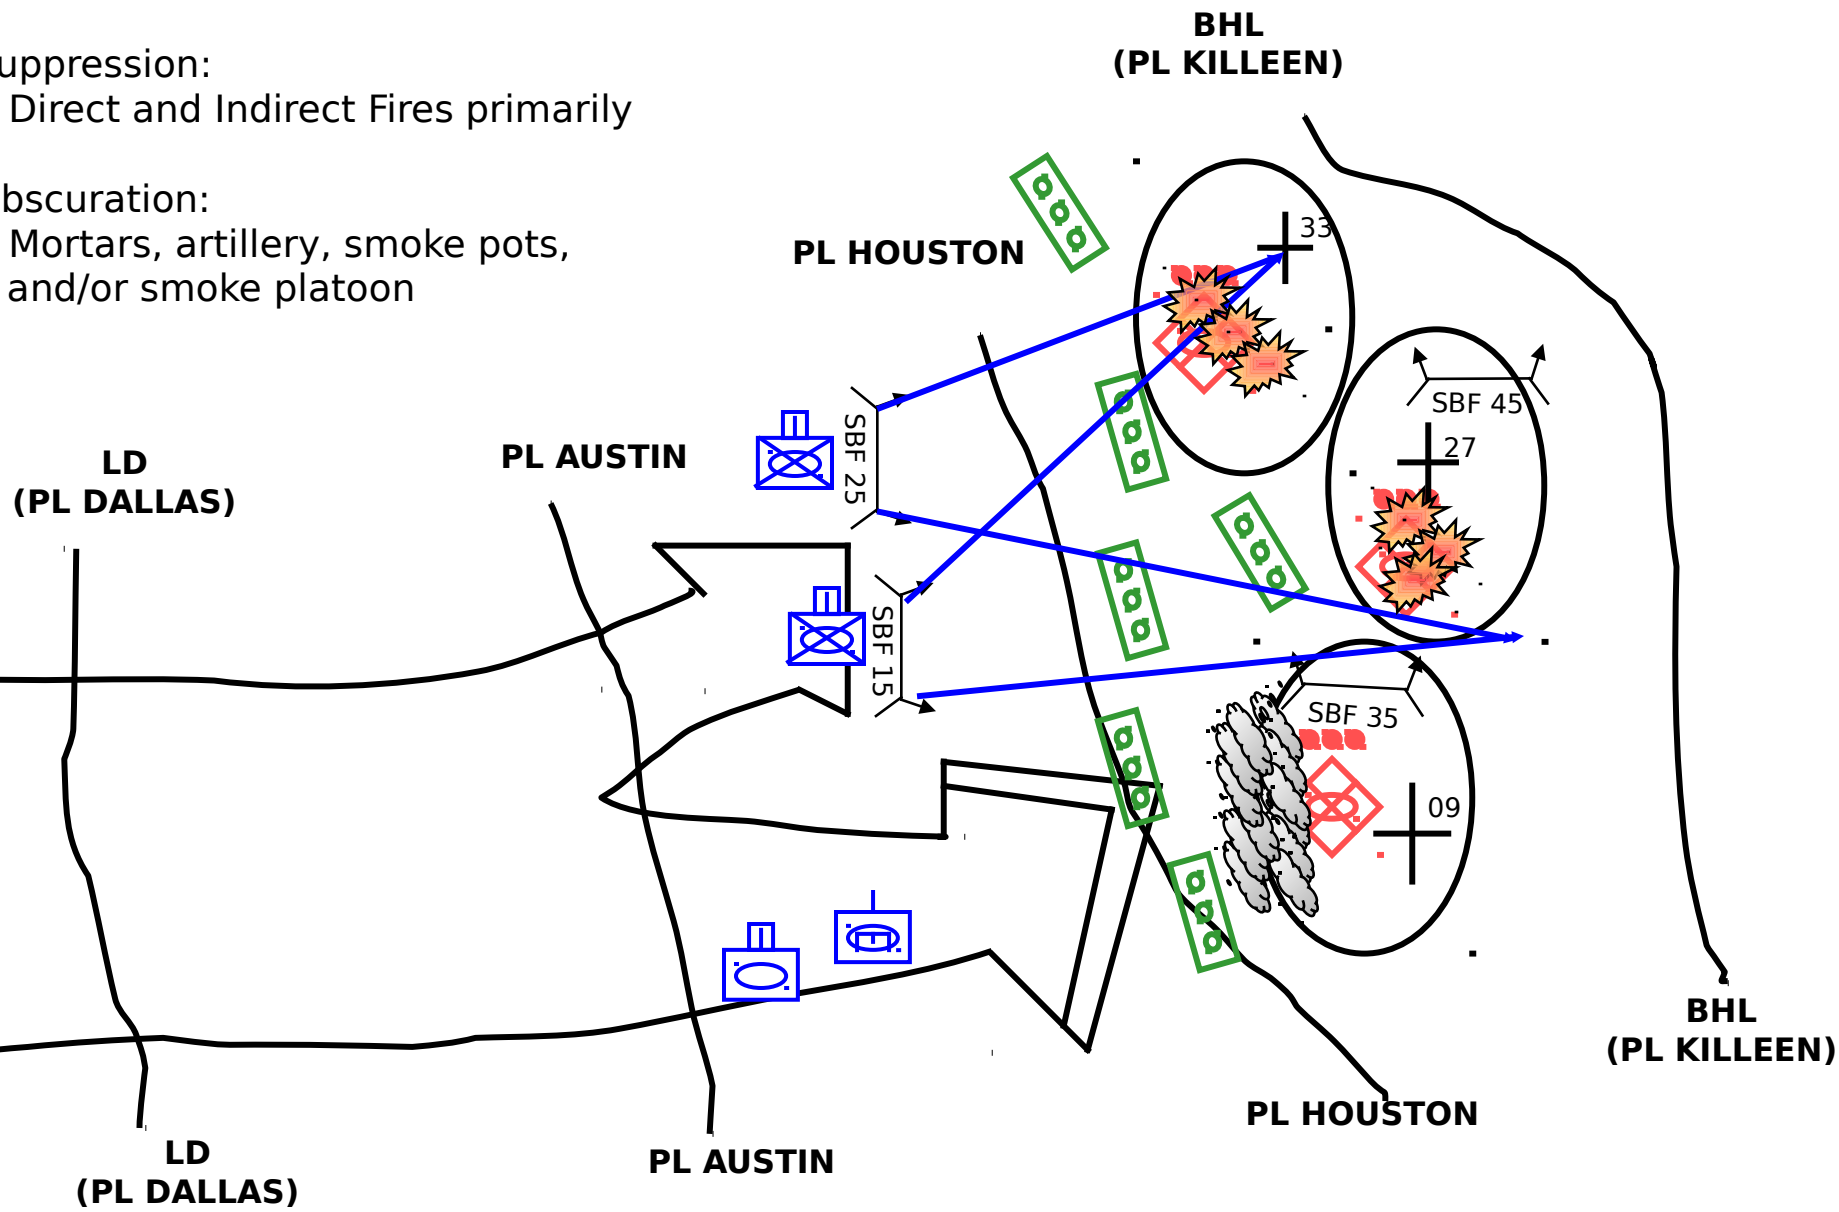 uppression:
Direct and Indirect Fires primarily
bscuration:
Mortars, artillery, smoke pots,
and/or smoke platoon
BHL
(PL KILLEEN)
PL HOUSTON
33
SBF 45
27
SBF 25
PL AUSTIN
LD
(PL DALLAS)
SBF 15
SBF 35
09
BHL
(PL KILLEEN)
PL HOUSTON
PL AUSTIN
LD
(PL DALLAS)